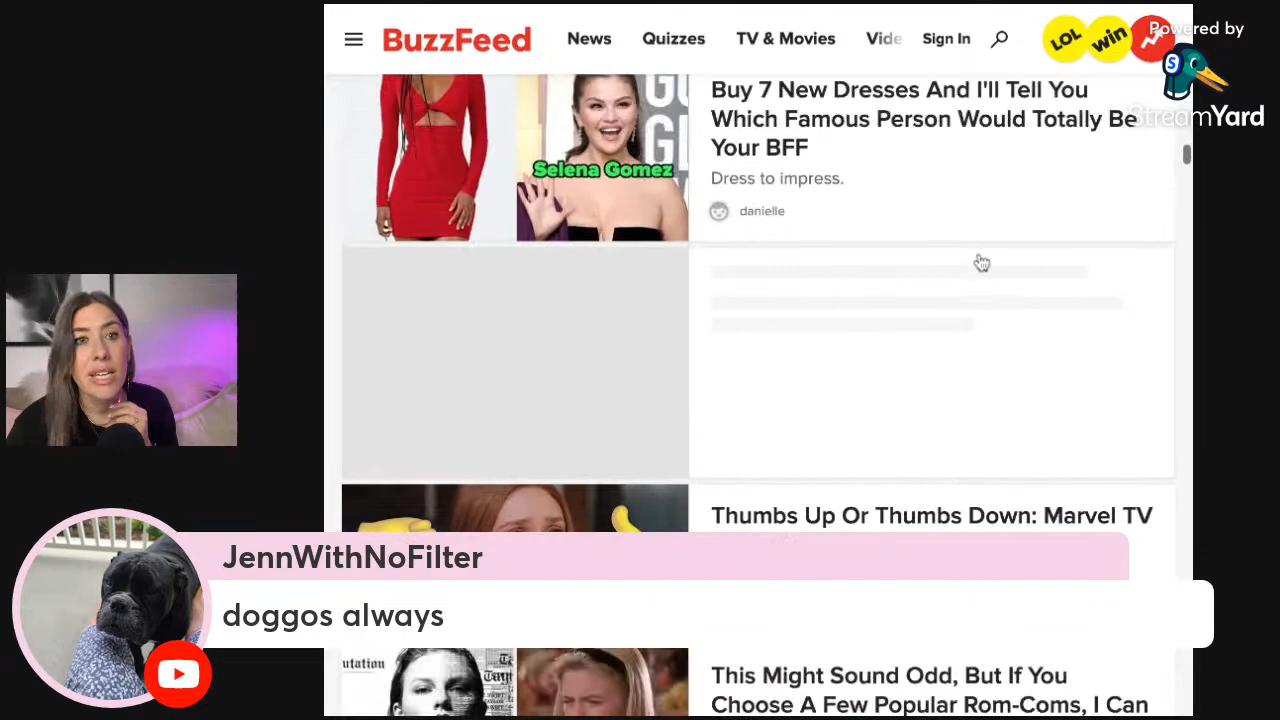 BuzzFeed
News
Quizzes
TV & Movies
Vide
Sign In
LOL
win
Powered by
StreamYard
Buy 7 New Dresses And I'll Tell You
Which Famous Person Would Totally Be
Your BFF
Dress to impress.
danielle
Selena Gomez
Thumbs Up Or Thumbs Down: Marvel TV
JennWithNoFilter
doggos always
utation
This Might Sound Odd, But If You
Choose A Few Popular Rom-Coms, I Can